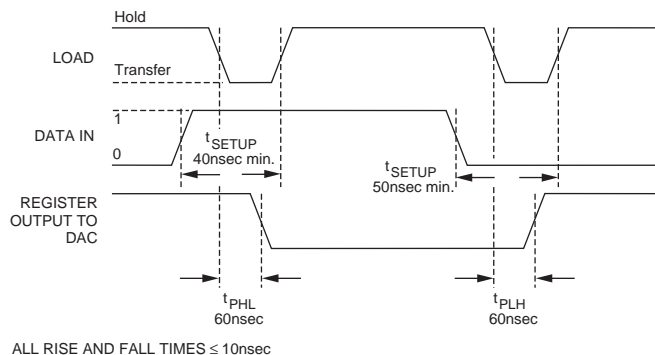 Hold
LOAD
Transfer
1
DATA IN
0
tSETUP
40nsec min.
tSETUP
50nsec min.
REGISTER
OUTPUT TO
DAC
tPHL
60nsec
tPLH
60nsec
ALL RISE AND FALL TIMES ≤ 10nsec